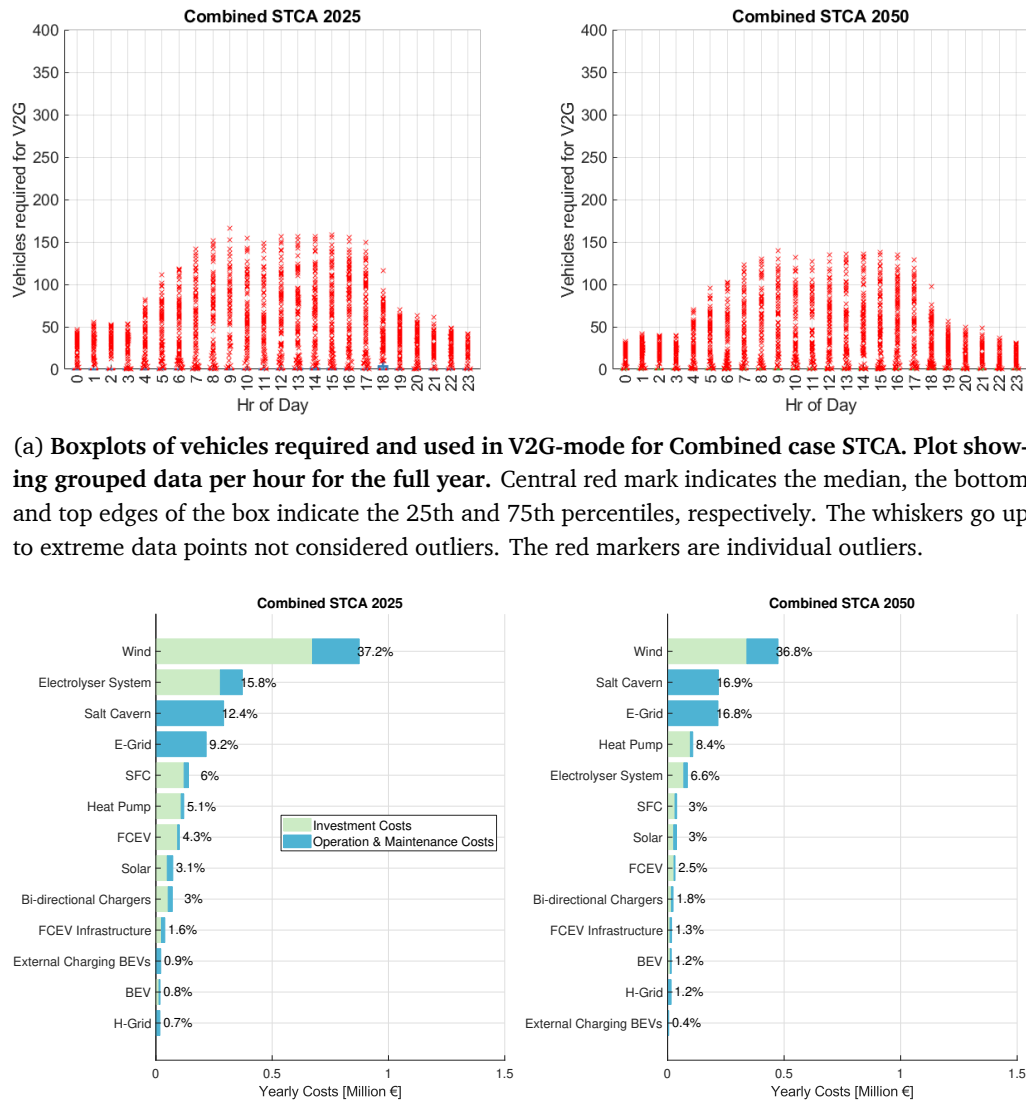 Combined STCA 2025
Vehicles required for V2G
400
350
300
250
200
150
100
50
0
0 1 2 3 4 5 6 7 8 9 10 11 12 13 14 15 16 17 18 19 20 21 22 23
Hr of Day
Combined STCA 2050
Vehicles required for V2G
400
350
300
250
200
150
100
50
0
0 1 2 3 4 5 6 7 8 9 10 11 12 13 14 15 16 17 18 19 20 21 22 23
Hr of Day
(a) Boxplots of vehicles required and used in V2G-mode for Combined case STCA. Plot show-
ing grouped data per hour for the full year. Central red mark indicates the median, the bottom
and top edges of the box indicate the 25th and 75th percentiles, respectively. The whiskers go up
to extreme data points not considered outliers. The red markers are individual outliers.
Combined STCA 2025
Wind 37.2%
Electrolyser System 15.8%
Salt Cavern 12.4%
E-Grid 9.2%
SFC 6%
Heat Pump 5.1%
FCEV 4.3%
Solar 3.1%
Bi-directional Chargers 3%
FCEV Infrastructure 1.6%
External Charging BEVs 0.9%
BEV 0.8%
H-Grid 0.7%
Investment Costs
Operation & Maintenance Costs
0 0.5 1 1.5
Yearly Costs [Million €]
Combined STCA 2050
Wind 36.8%
Salt Cavern 16.9%
E-Grid 16.8%
Heat Pump 8.4%
Electrolyser System 6.6%
SFC 3%
Solar 3%
FCEV 2.5%
Bi-directional Chargers 1.8%
FCEV Infrastructure 1.3%
BEV 1.2%
H-Grid 1.2%
External Charging BEVs 0.4%
0 0.5 1 1.5
Yearly Costs [Million €]